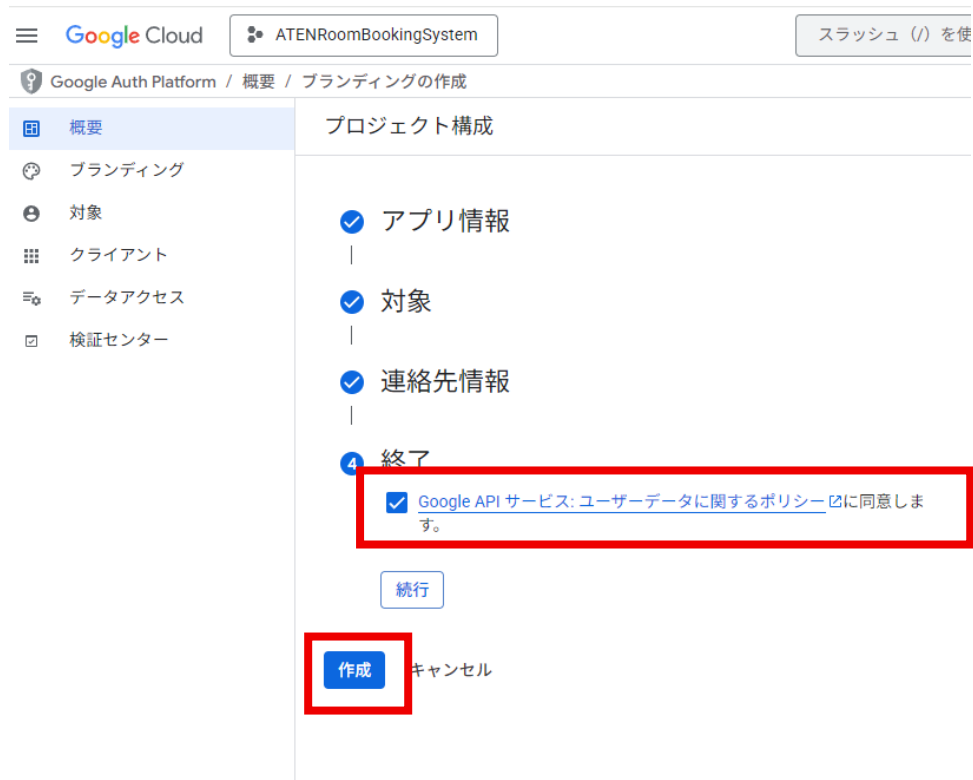 Google Cloud
ATENRoomBookingSystem
スラッシュ（/）を使
Google Auth Platform / 概要 / ブランディングの作成
概要
プロジェクト構成
ブランディング
対象
クライアント
データアクセス
検証センター
アプリ情報
対象
連絡先情報
4 終了
Google API サービス: ユーザーデータに関するポリシーに同意しま
す。
続行
作成
キャンセル